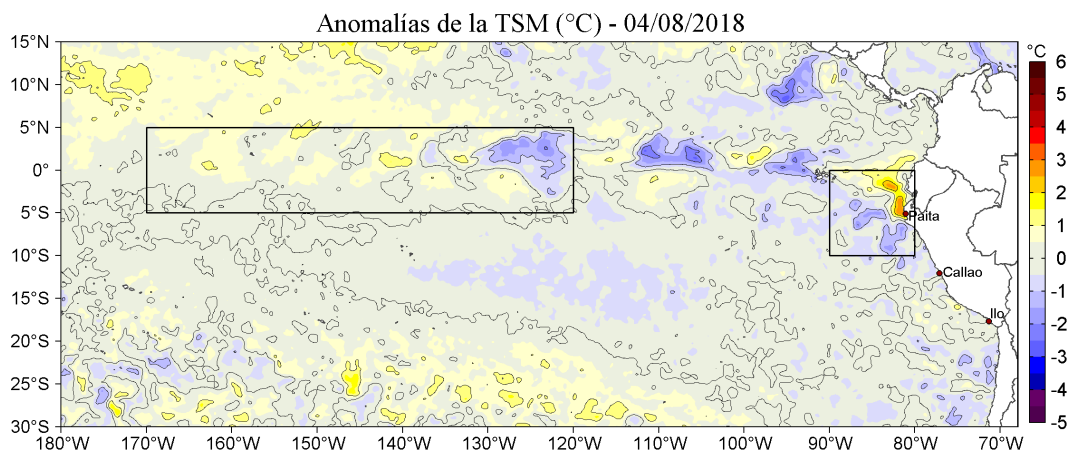 Anomalías de la TSM (°C) - 04/08/2018
15°N
10°N
5°N
0°
5°S
10°S
15°S
20°S
25°S
30°S
180°W
170°W
160°W
150°W
140°W
130°W
120°W
110°W
100°W
90°W
80°W
70°W
Paita
Callao
Ilo
°C
6
5
4
3
2
1
0
-1
-2
-3
-4
-5